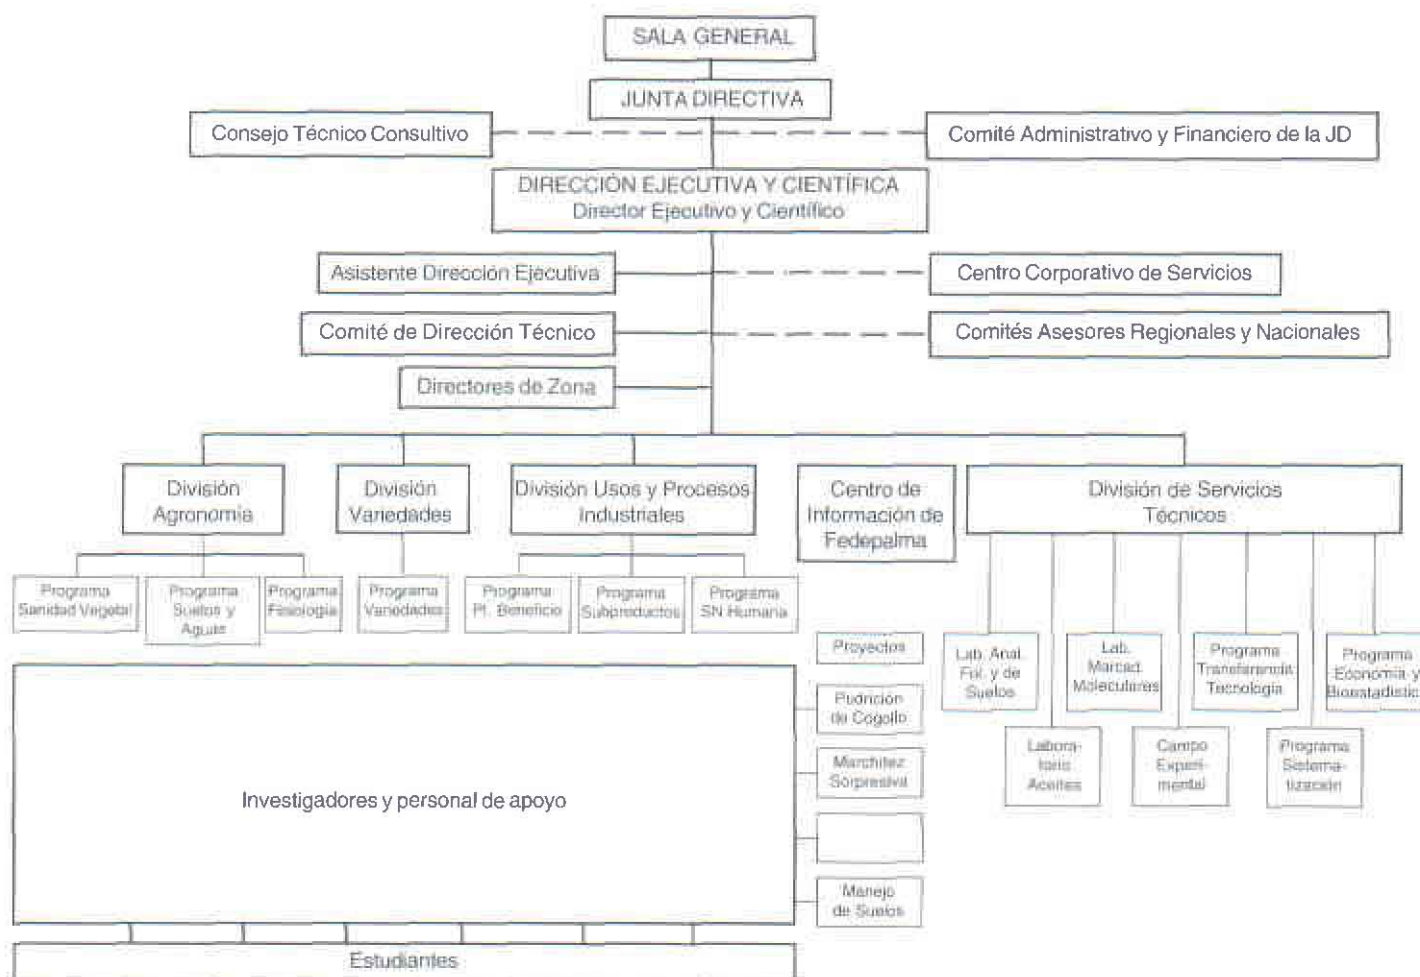 SALA GENERAL
JUNTA DIRECTIVA
Consejo Técnico Consultivo
Comité Administrativo y Financiero de la JD
DIRECCIÓN EJECUTIVA Y CIENTÍFICA
Director Ejecutivo y Científico
Asistente Dirección Ejecutiva
Centro Corporativo de Servicios
Comité de Dirección Técnico
Comités Asesores Regionales y Nacionales
Directores de Zona
División
Agronomía
División
Variedades
División Usos y Procesos
Industriales
Centro de
Información de
Fedepalma
División de Servicios
Técnicos
Programa
Sanidad Vegetal
Programa
Suelos y
Aguas
Programa
Fisiología
Programa
Variedades
Programa
Pl. Beneficio
Programa
Subproductos
Programa
SN Humana
Proyectos
Pudrición
de Cogollo
Marchitez
Sorpresiva
Manejo
de Suelos
Lab. Anal.
Fol. y de
Suelos
Lab.
Marcad.
Moleculares
Programa
Transferencia
Tecnología
Programa
Economía y
Bioestadístic
Labora-
torio
Aceites
Campo
Experi-
mental
Programa
Sistema-
tización
Investigadores y personal de apoyo
Estudiantes